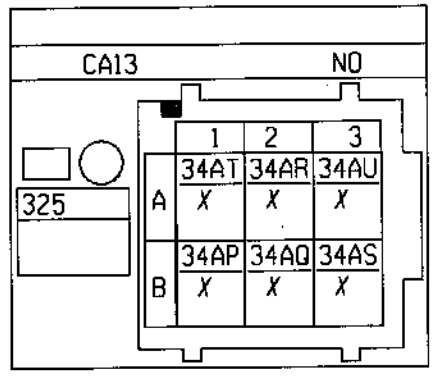 CA13 NO
1 2 3
34AT 34AR 34AU
A X X X
325
34AP 34AQ 34AS
B X X X